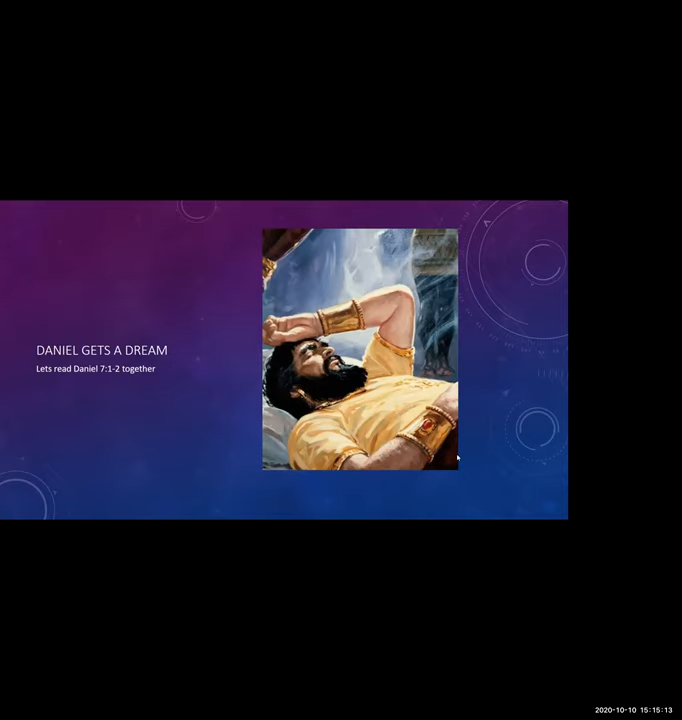 DANIEL GETS A DREAM
Lets read Daniel 7:1-2 together
2020-10-10 15:15:13